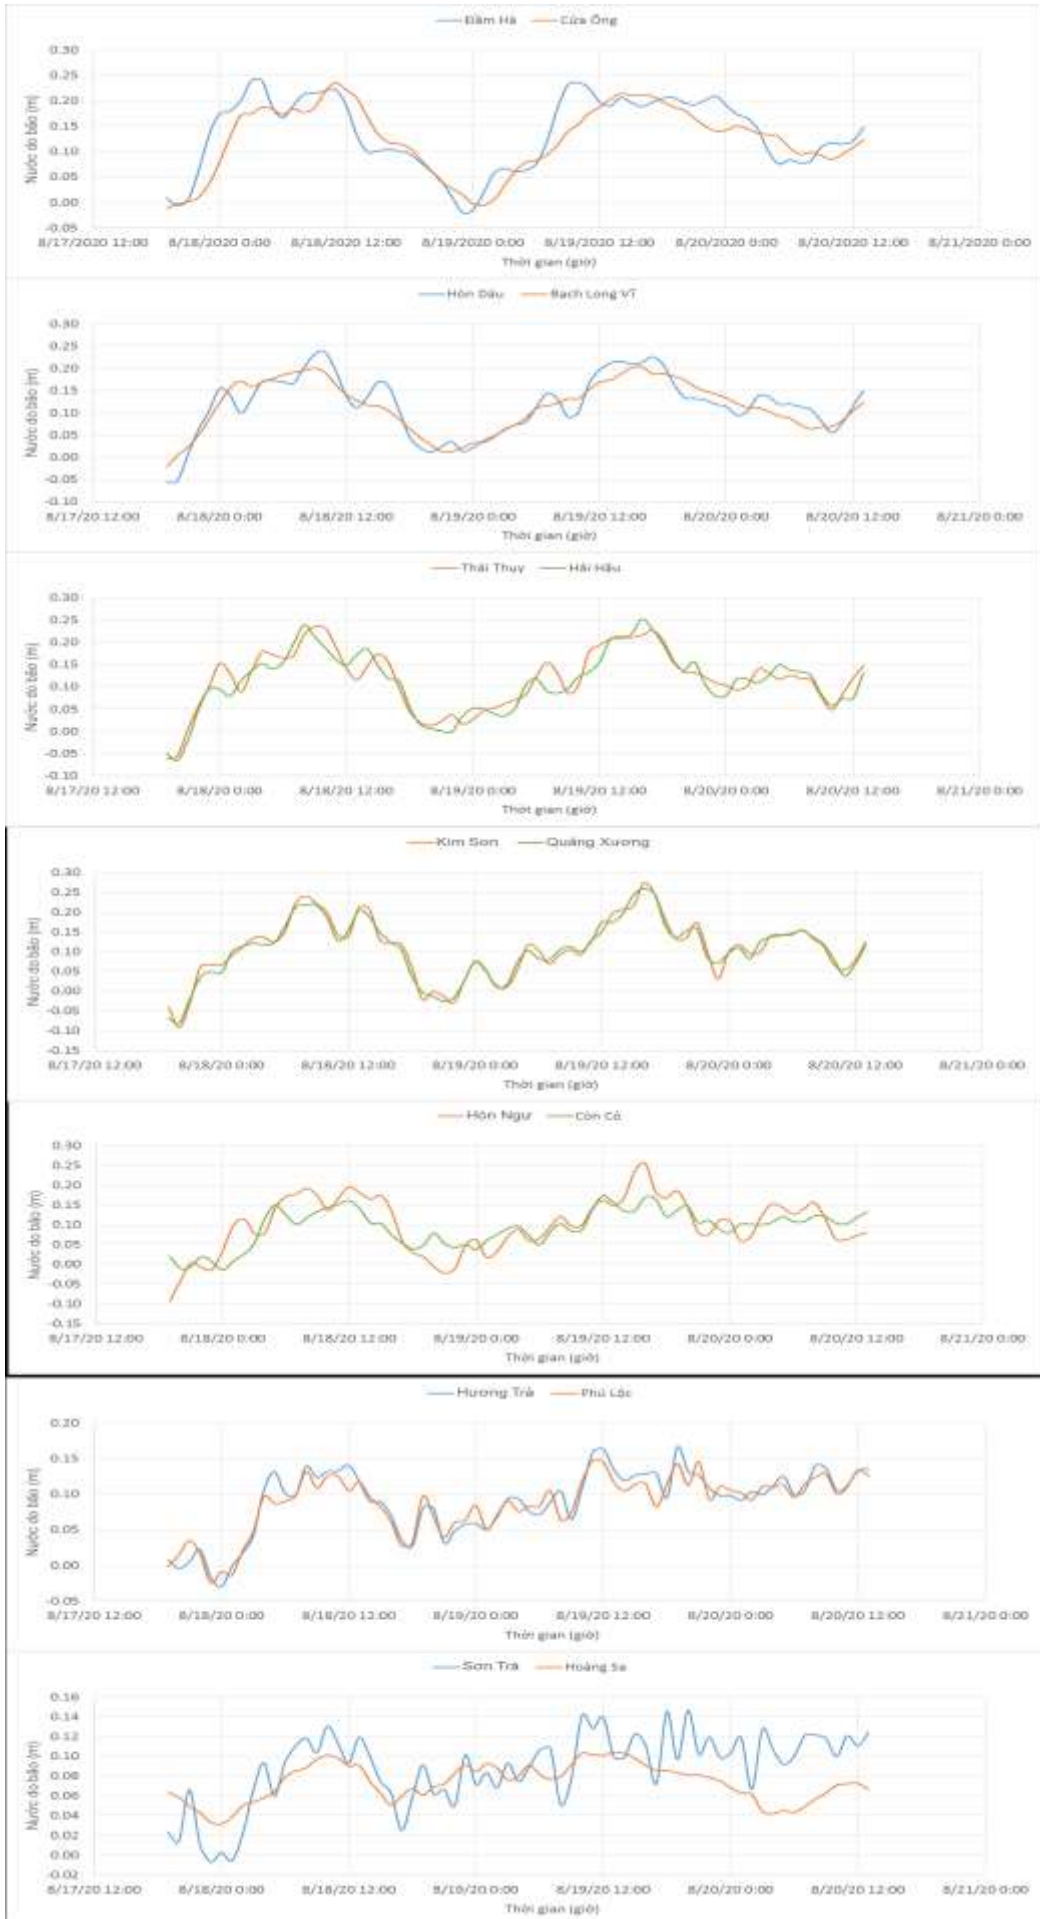 Đầm Hà Cửa Ông
0.30
0.25
0.20
0.15
0.10
0.05
0.00
-0.05
Nước do bão (m)
8/17/2020 12:00 8/18/2020 0:00 8/18/2020 12:00 8/19/2020 0:00 8/19/2020 12:00 8/20/2020 0:00 8/20/2020 12:00 8/21/2020 0:00
Thời gian (giờ)
Hòn Dấu Bạch Long Vĩ
0.30
0.25
0.20
0.15
0.10
0.05
0.00
-0.05
-0.10
Nước do bão (m)
8/17/20 12:00 8/18/20 0:00 8/18/20 12:00 8/19/20 0:00 8/19/20 12:00 8/20/20 0:00 8/20/20 12:00 8/21/20 0:00
Thời gian (giờ)
Thái Thụy Hải Hậu
0.30
0.25
0.20
0.15
0.10
0.05
0.00
-0.05
-0.10
Nước do bão (m)
8/17/20 12:00 8/18/20 0:00 8/18/20 12:00 8/19/20 0:00 8/19/20 12:00 8/20/20 0:00 8/20/20 12:00 8/21/20 0:00
Thời gian (giờ)
Kim Sơn Quảng Xương
0.30
0.25
0.20
0.15
0.10
0.05
0.00
-0.05
-0.10
-0.15
Nước do bão (m)
8/17/20 12:00 8/18/20 0:00 8/18/20 12:00 8/19/20 0:00 8/19/20 12:00 8/20/20 0:00 8/20/20 12:00 8/21/20 0:00
Thời gian (giờ)
Hòn Ngư Cồn Cỏ
0.30
0.25
0.20
0.15
0.10
0.05
0.00
-0.05
-0.10
-0.15
Nước do bão (m)
8/17/20 12:00 8/18/20 0:00 8/18/20 12:00 8/19/20 0:00 8/19/20 12:00 8/20/20 0:00 8/20/20 12:00 8/21/20 0:00
Thời gian (giờ)
Hương Trà Phú Lộc
0.20
0.15
0.10
0.05
0.00
-0.05
Nước do bão (m)
8/17/20 12:00 8/18/20 0:00 8/18/20 12:00 8/19/20 0:00 8/19/20 12:00 8/20/20 0:00 8/20/20 12:00 8/21/20 0:00
Thời gian (giờ)
Sơn Trà Hoàng Sa
0.16
0.14
0.12
0.10
0.08
0.06
0.04
0.02
0.00
-0.02
Nước do bão (m)
8/17/20 12:00 8/18/20 0:00 8/18/20 12:00 8/19/20 0:00 8/19/20 12:00 8/20/20 0:00 8/20/20 12:00 8/21/20 0:00
Thời gian (giờ)